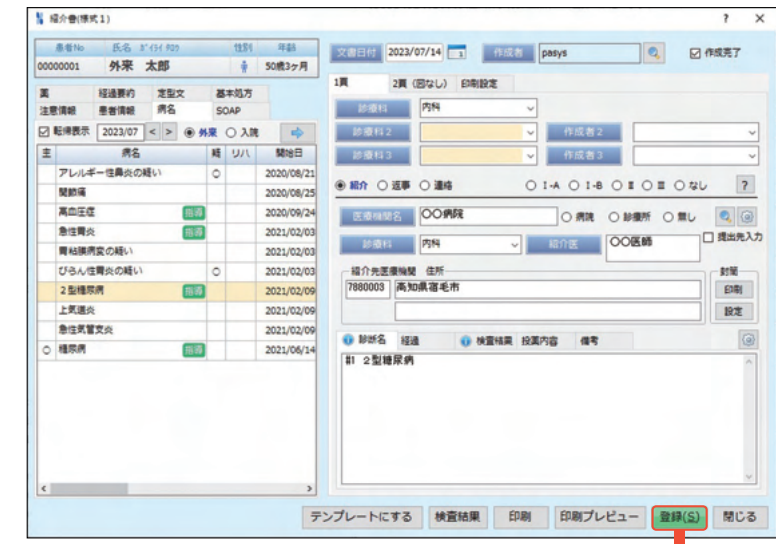 紹介書(様式1)
? ×
患者No 氏名 ガイライ タロウ 性別 年齢
00000001 外来 太郎 50歳3ヶ月
文書日付 2023/07/14 作成者 pasys 作成完了
薬 経過要約 定型文 基本処方
注意情報 患者情報 病名 SOAP
転帰表示 2023/07 < > 外来 入院
主 病名 疑 リハ 開始日
アレルギー性鼻炎の疑い ○ 2020/08/21
関節痛 2020/08/25
高血圧症 指導 2020/09/24
急性胃炎 指導 2021/02/03
胃粘膜病変の疑い 2021/02/03
びらん性胃炎の疑い ○ 2021/02/03
2型糖尿病 指導 2021/02/09
上気道炎 2021/02/09
急性気管支炎 2021/02/09
○ 糖尿病 指導 2021/06/14
1頁 2頁 (図なし) 印刷設定
診療科 内科
診療科2 作成者2
診療科3 作成者3
紹介 返事 連絡 I-A I-B II III なし ?
医療機関名 〇〇病院 病院 診療所 無し
診療科 内科 紹介医 〇〇医師 提出先入力
紹介先医療機関 住所 封筒
7880003 高知県宿毛市 印刷
設定
診断名 経過 検査結果 投薬内容 備考
#1 2型糖尿病
テンプレートにする 検査結果 印刷 印刷プレビュー 登録(S) 閉じる